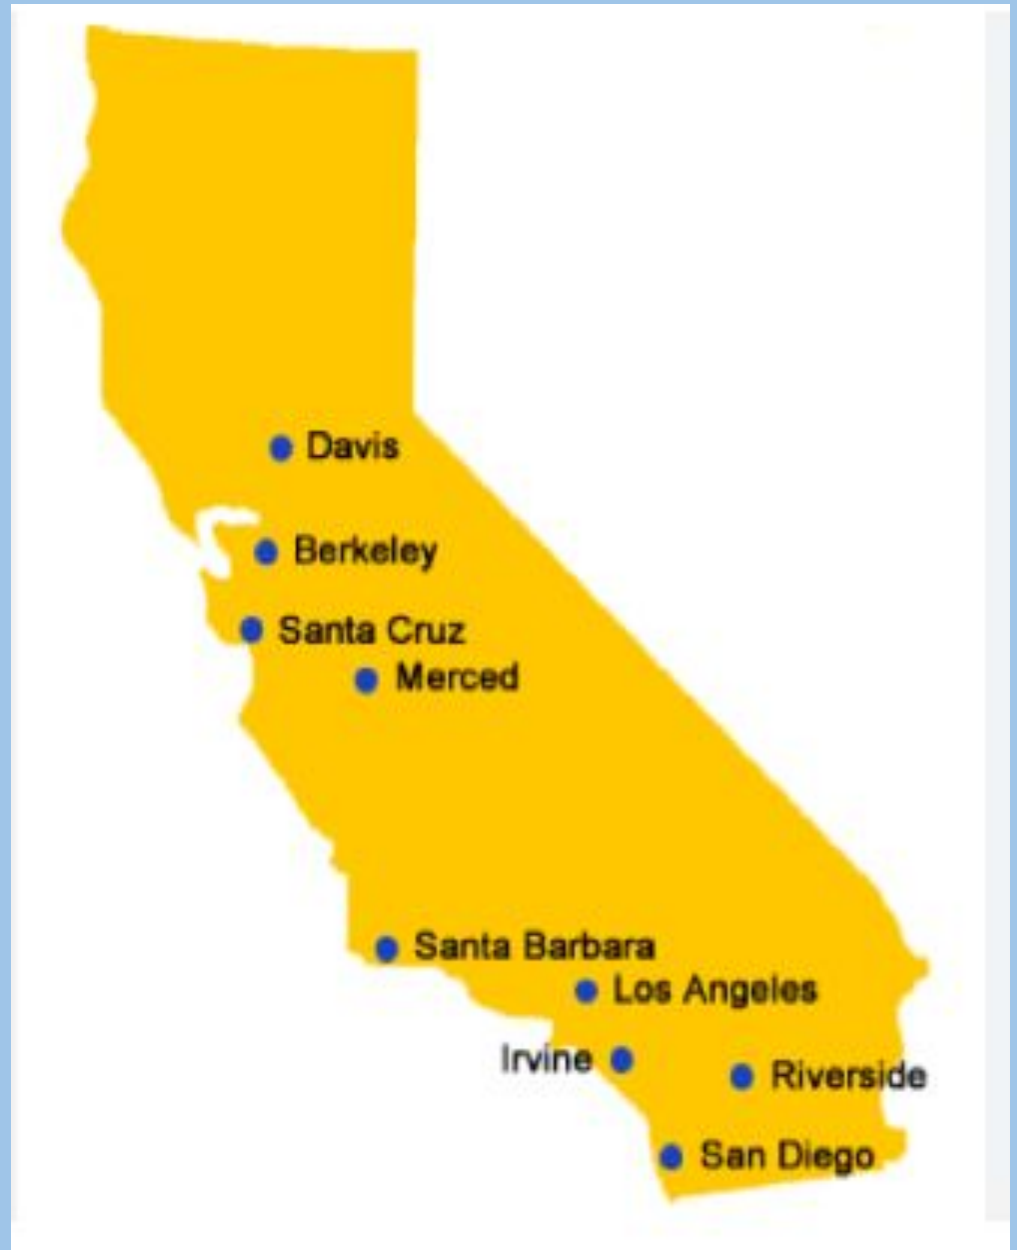 Davis
Berkeley
Santa Cruz
Merced
Santa Barbara
Los Angeles
Irvine
Riverside
San Diego